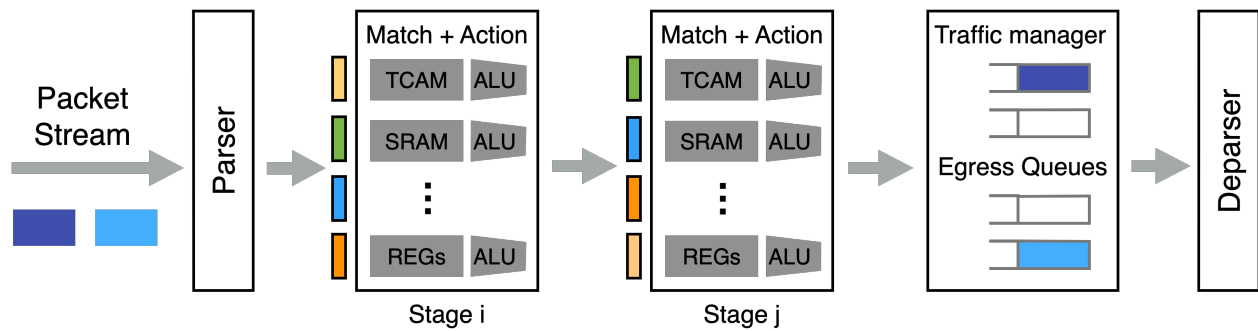 Packet
Stream
Parser
Match + Action
TCAM ALU
SRAM ALU
⋮
REGs ALU
Stage i
Match + Action
TCAM ALU
SRAM ALU
⋮
REGs ALU
Stage j
Traffic manager
Egress Queues
Deparser